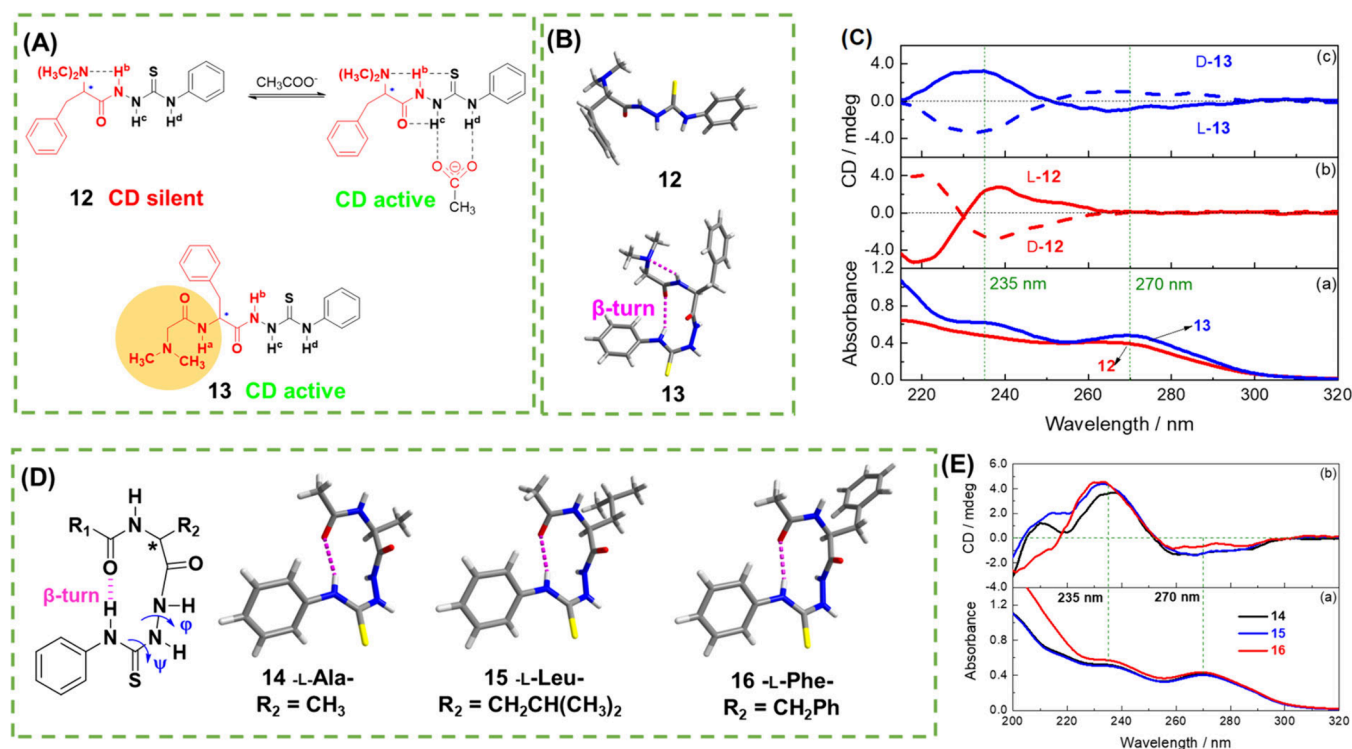 (A)
(H₃C)₂N
Hᵇ
S
*
N
N
N
O
Hᶜ
Hᵈ
CH₃COO⁻
(H₃C)₂N
Hᵇ
S
*
N
N
N
O
Hᶜ
Hᵈ
O
O
C
CH₃
12 CD silent
CD active
O
Hᵇ
S
*
N
N
N
N
Hᵃ
O
Hᶜ
Hᵈ
N
H₃C
CH₃
13 CD active
(B)
12
β-turn
13
(C)
CD / mdeg
4.0
0.0
-4.0
(c)
D-13
L-13
4.0
0.0
-4.0
(b)
L-12
D-12
Absorbance
1.2
0.8
0.4
0.0
(a)
235 nm
270 nm
13
12
220 240 260 280 300 320
Wavelength / nm
(D)
H
R₁
N
R₂
*
O
O
β-turn
H
N
H
φ
N
N
H
ψ
S
14 -L-Ala-
R₂ = CH₃
15 -L-Leu-
R₂ = CH₂CH(CH₃)₂
16 -L-Phe-
R₂ = CH₂Ph
(E)
CD / mdeg
6.0
4.0
2.0
0.0
-2.0
-4.0
(b)
235 nm
270 nm
Absorbance
1.2
0.8
0.4
0.0
(a)
14
15
16
200 220 240 260 280 300 320
Wavelength / nm